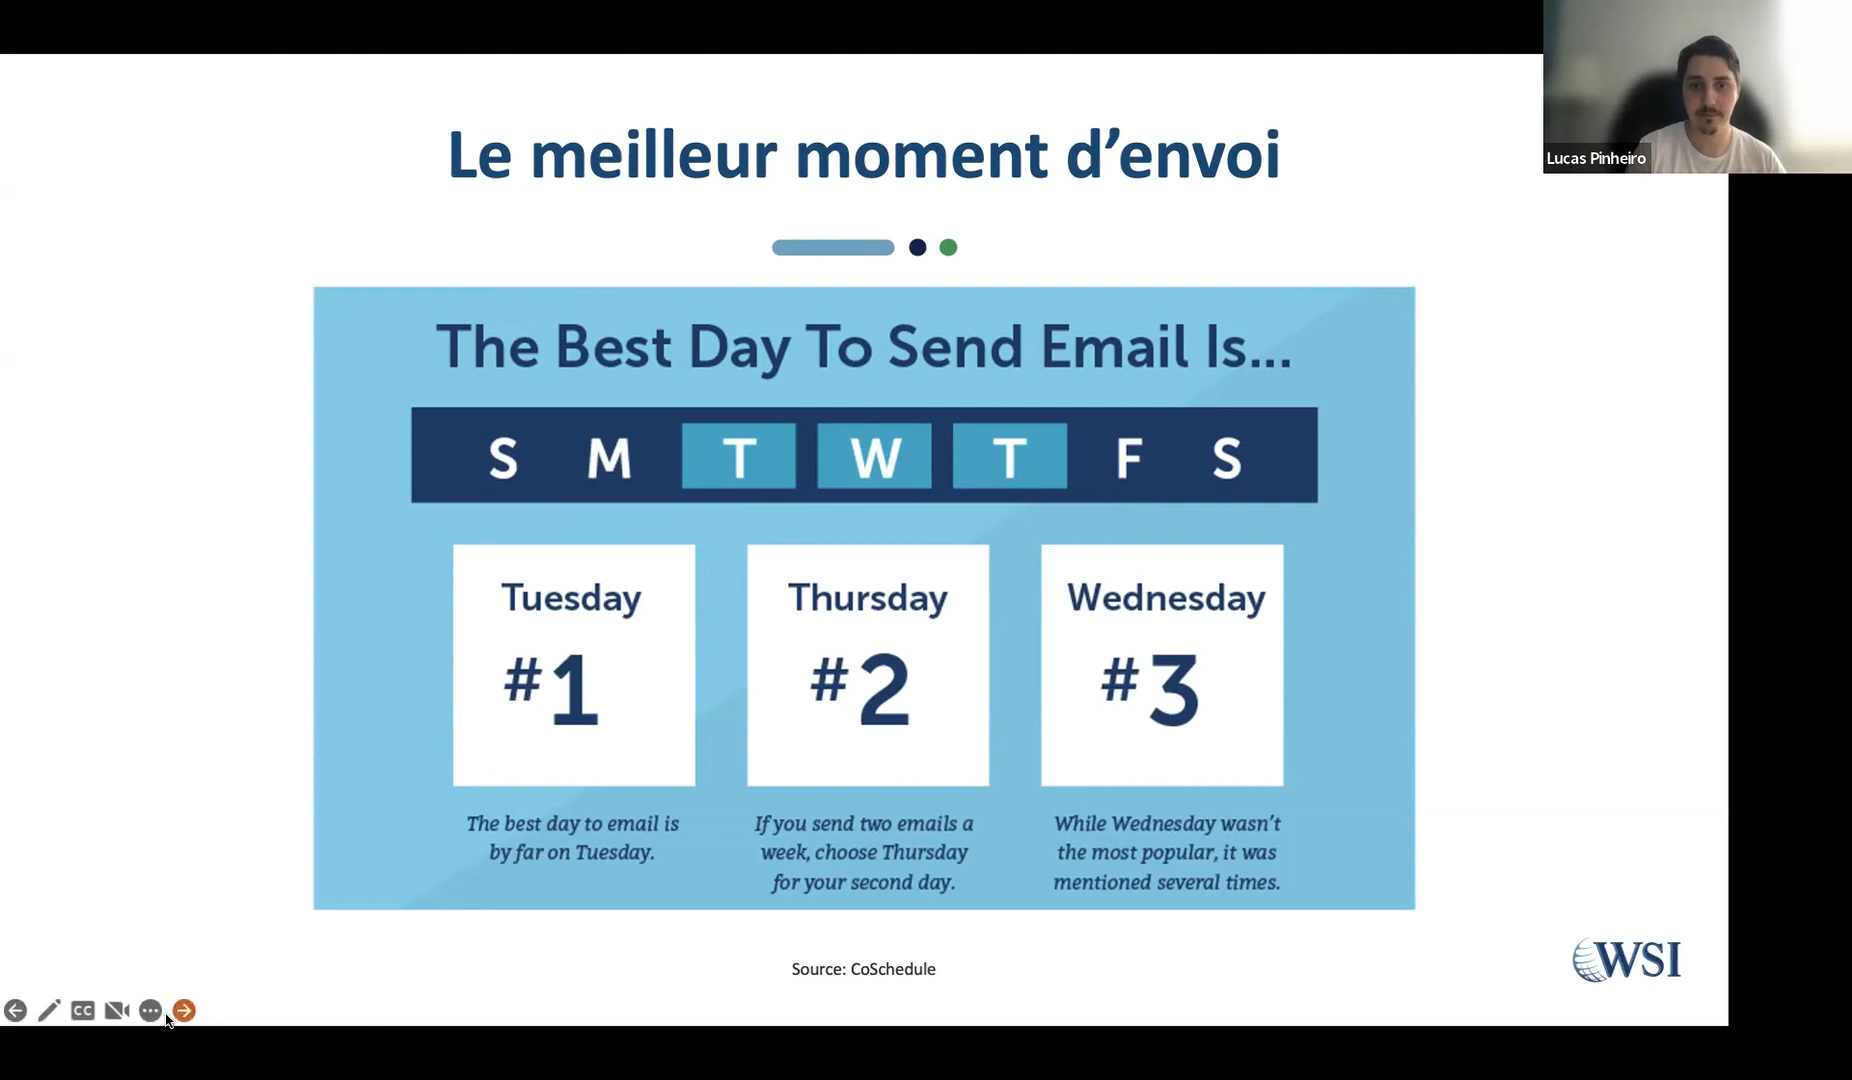 Le meilleur moment d’envoi
Lucas Pinheiro
The Best Day To Send Email Is...
S M T W T F S
Tuesday
#1
The best day to email is
by far on Tuesday.
Thursday
#2
If you send two emails a
week, choose Thursday
for your second day.
Wednesday
#3
While Wednesday wasn’t
the most popular, it was
mentioned several times.
Source: CoSchedule
WSI
CC